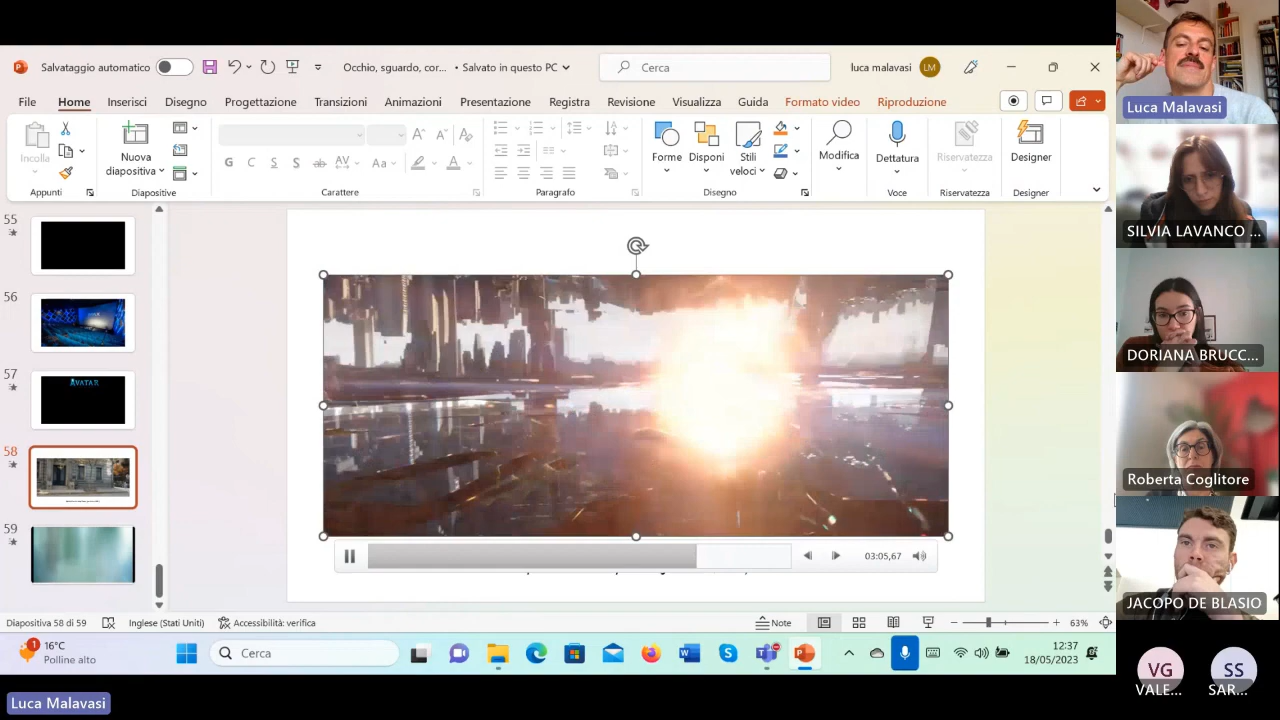 Salvataggio automatico
Occhio, sguardo, cor... • Salvato in questo PC
Cerca
luca malavasi
LM
File Home Inserisci Disegno Progettazione Transizioni Animazioni Presentazione Registra Revisione Visualizza Guida Formato video Riproduzione
Incolla
Nuova
diapositiva
G C S S ab AV Aa A
Forme Disponi Stili
veloci
Modifica Dettatura Riservatezza Designer
Appunti Diapositive Carattere Paragrafo Disegno Voce Riservatezza Designer
55
56
57
AVATAR
58
59
03:05,67
Diapositiva 58 di 59 Inglese (Stati Uniti) Accessibilità: verifica Note 63%
1
16°C
Polline alto
Cerca
12:37
18/05/2023
Luca Malavasi
Luca Malavasi
SILVIA LAVANCO ...
DORIANA BRUCC...
Roberta Coglitore
JACOPO DE BLASIO
VG
VALE...
SS
SAR...